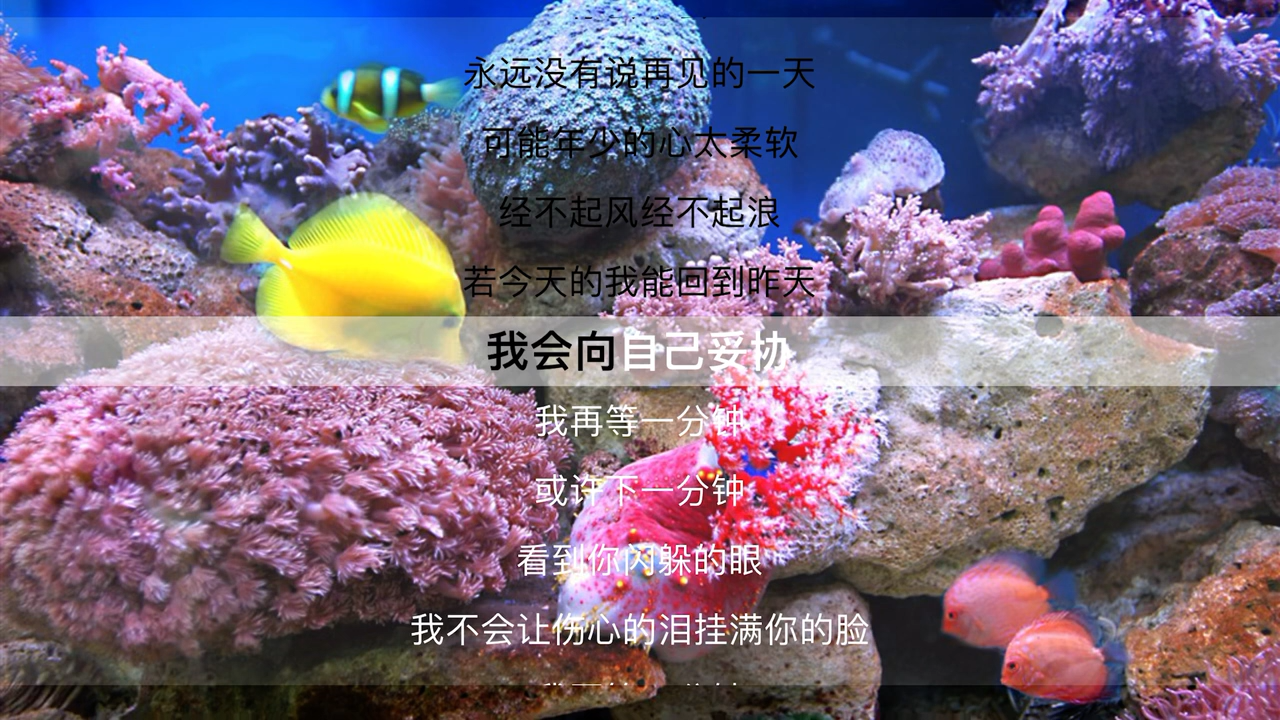 永远没有说再见的一天
可能年少的心太柔软
经不起风经不起浪
若今天的我能回到昨天
我会向自己妥协
我再等一分钟
或许下一分钟
看到你闪躲的眼
我不会让伤心的泪挂满你的脸